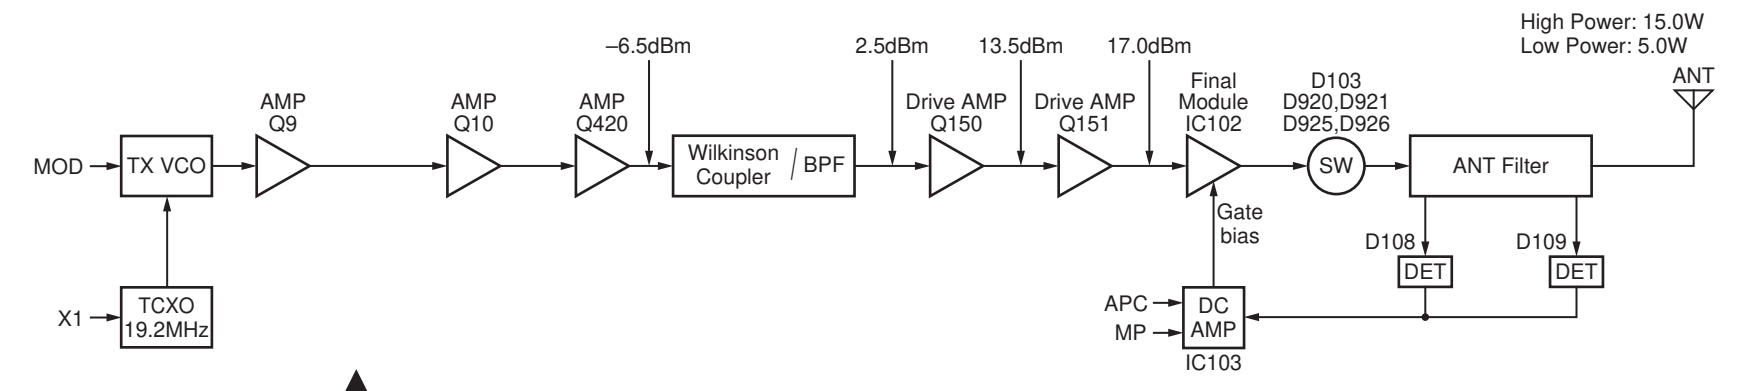 High Power: 15.0W
Low Power: 5.0W
ANT
–6.5dBm
2.5dBm
13.5dBm
17.0dBm
AMP
Q9
AMP
Q10
AMP
Q420
Drive AMP
Q150
Drive AMP
Q151
Final
Module
IC102
D103
D920,D921
D925,D926
MOD
TX VCO
Wilkinson
Coupler
/ BPF
SW
ANT Filter
Gate
bias
D108
DET
D109
DET
X1
TCXO
19.2MHz
APC
MP
DC
AMP
IC103